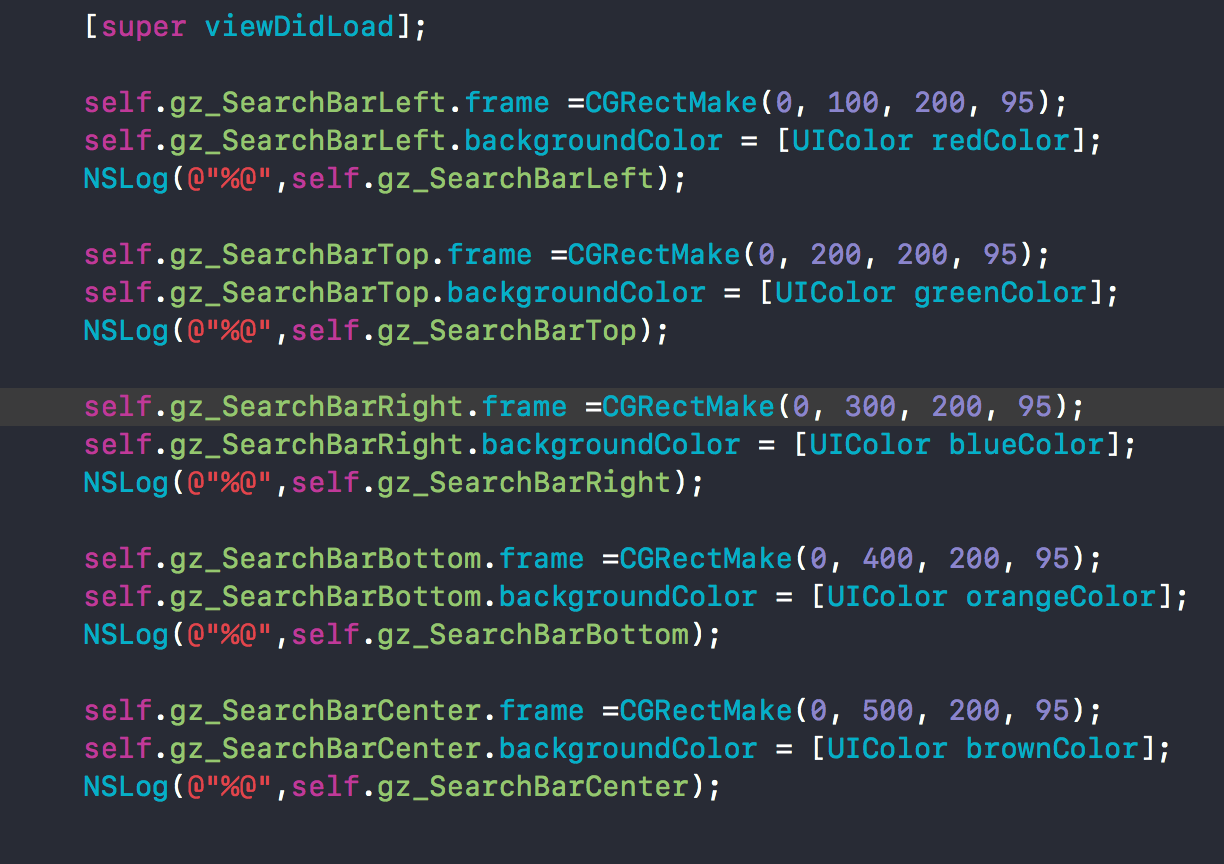 [super viewDidLoad];
self.gz_SearchBarLeft.frame =CGRectMake(0, 100, 200, 95);
self.gz_SearchBarLeft.backgroundColor = [UIColor redColor];
NSLog(@"%@",self.gz_SearchBarLeft);
self.gz_SearchBarTop.frame =CGRectMake(0, 200, 200, 95);
self.gz_SearchBarTop.backgroundColor = [UIColor greenColor];
NSLog(@"%@",self.gz_SearchBarTop);
self.gz_SearchBarRight.frame =CGRectMake(0, 300, 200, 95);
self.gz_SearchBarRight.backgroundColor = [UIColor blueColor];
NSLog(@"%@",self.gz_SearchBarRight);
self.gz_SearchBarBottom.frame =CGRectMake(0, 400, 200, 95);
self.gz_SearchBarBottom.backgroundColor = [UIColor orangeColor];
NSLog(@"%@",self.gz_SearchBarBottom);
self.gz_SearchBarCenter.frame =CGRectMake(0, 500, 200, 95);
self.gz_SearchBarCenter.backgroundColor = [UIColor brownColor];
NSLog(@"%@",self.gz_SearchBarCenter);